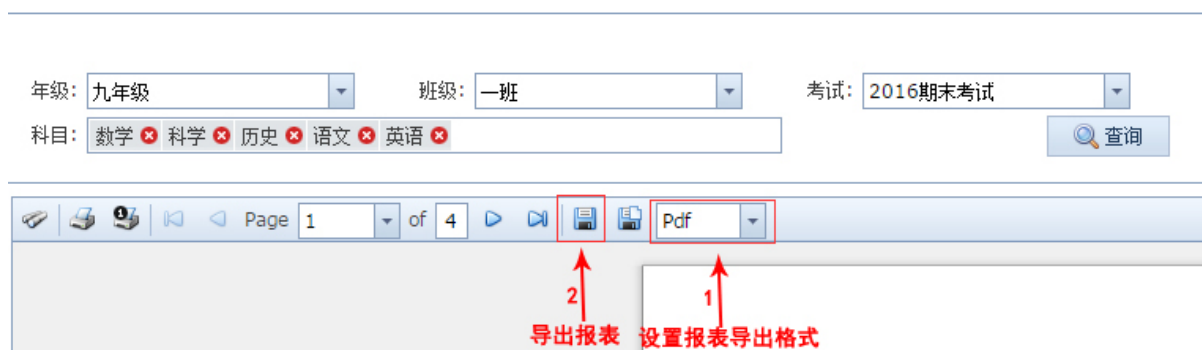 年级: 九年级 班级: 一班 考试: 2016期末考试
科目: 数学 科学 历史 语文 英语 查询
Page 1 of 4 Pdf
2 1
导出报表 设置报表导出格式